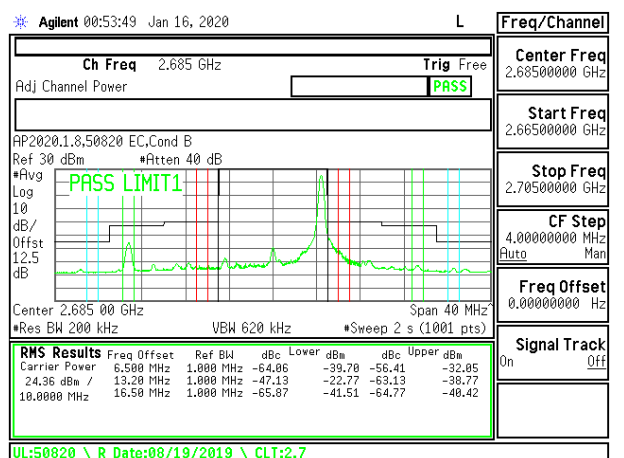 Agilent 00:53:49 Jan 16, 2020 L
Freq/Channel
Ch Freq 2.685 GHz Trig Free
Adj Channel Power PASS
AP2020.1.8,50820 EC,Cond B
Ref 30 dBm #Atten 40 dB
#Avg
Log
10
dB/
Offst
12.5
dB
PASS LIMIT1
Center 2.685 00 GHz Span 40 MHz^
#Res BW 200 kHz VBW 620 kHz #Sweep 2 s (1001 pts)
RMS Results Freq Offset Ref BW dBc Lower dBm dBc Upper dBm
Carrier Power 6.500 MHz 1.000 MHz -64.06 -39.70 -56.41 -32.05
24.36 dBm / 13.20 MHz 1.000 MHz -47.13 -22.77 -63.13 -38.77
10.0000 MHz 16.50 MHz 1.000 MHz -65.87 -41.51 -64.77 -40.42
UL:50820 \ R Date:08/19/2019 \ CLT:2.7
Center Freq
2.68500000 GHz
Start Freq
2.66500000 GHz
Stop Freq
2.70500000 GHz
CF Step
4.00000000 MHz
Auto Man
Freq Offset
0.00000000 Hz
Signal Track
On Off